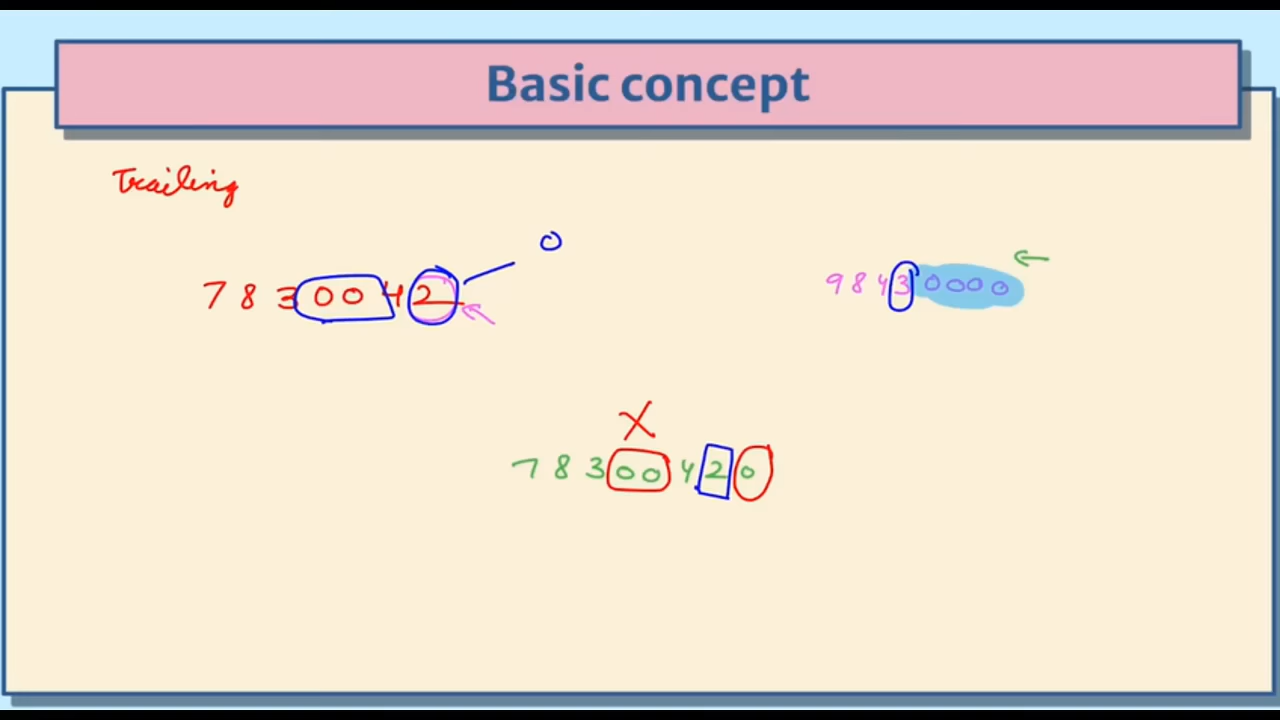 Basic concept
Trailing
0
7 8 3 0 0 4 2
9 8 4 3 0 0 0 0
X
7 8 3 0 0 4 2 0